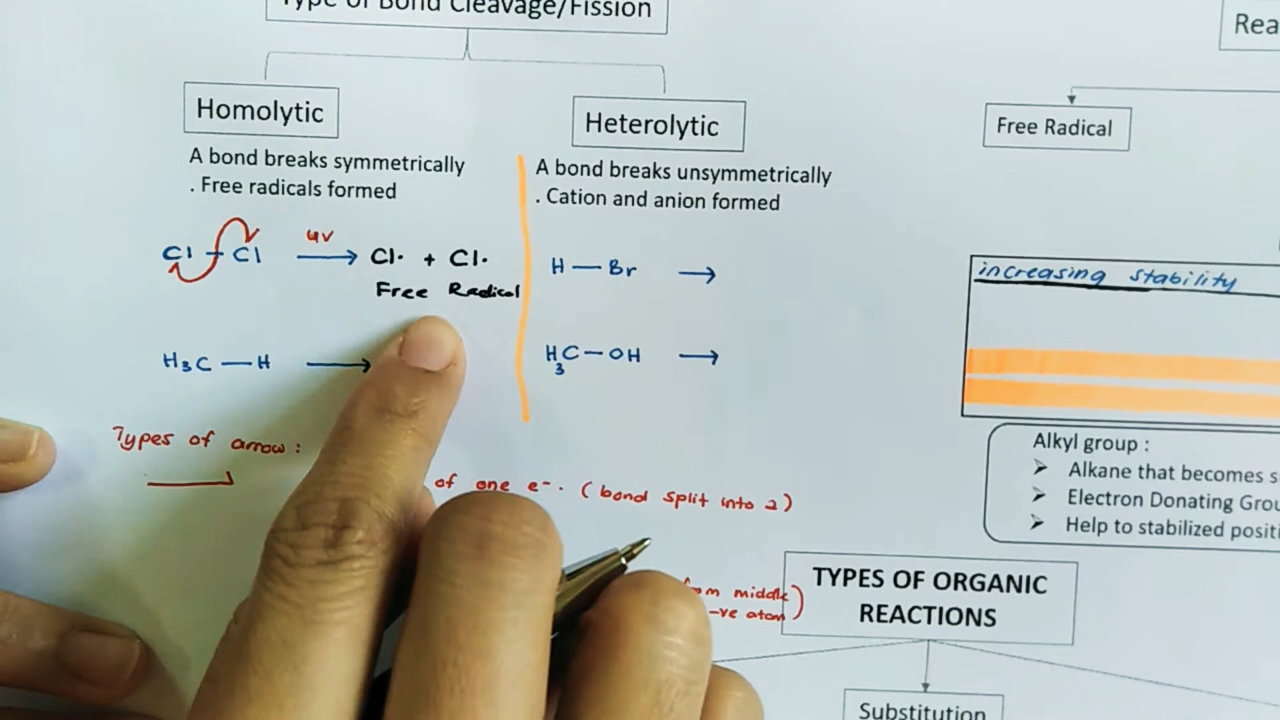 Type of Bond Cleavage/Fission
Homolytic
A bond breaks symmetrically
. Free radicals formed
Cl — Cl uv → Cl· + Cl·
Free Radical
H₃C — H →
Heterolytic
A bond breaks unsymmetrically
. Cation and anion formed
H — Br →
H₃C — OH →
Types of arrow :
of one e⁻. (bond split into 2)
middle)
-ve atom)
Free Radical
increasing stability
Alkyl group :
➤ Alkane that becomes
➤ Electron Donating
➤ Help to stabilized
TYPES OF ORGANIC
REACTIONS
Substitution